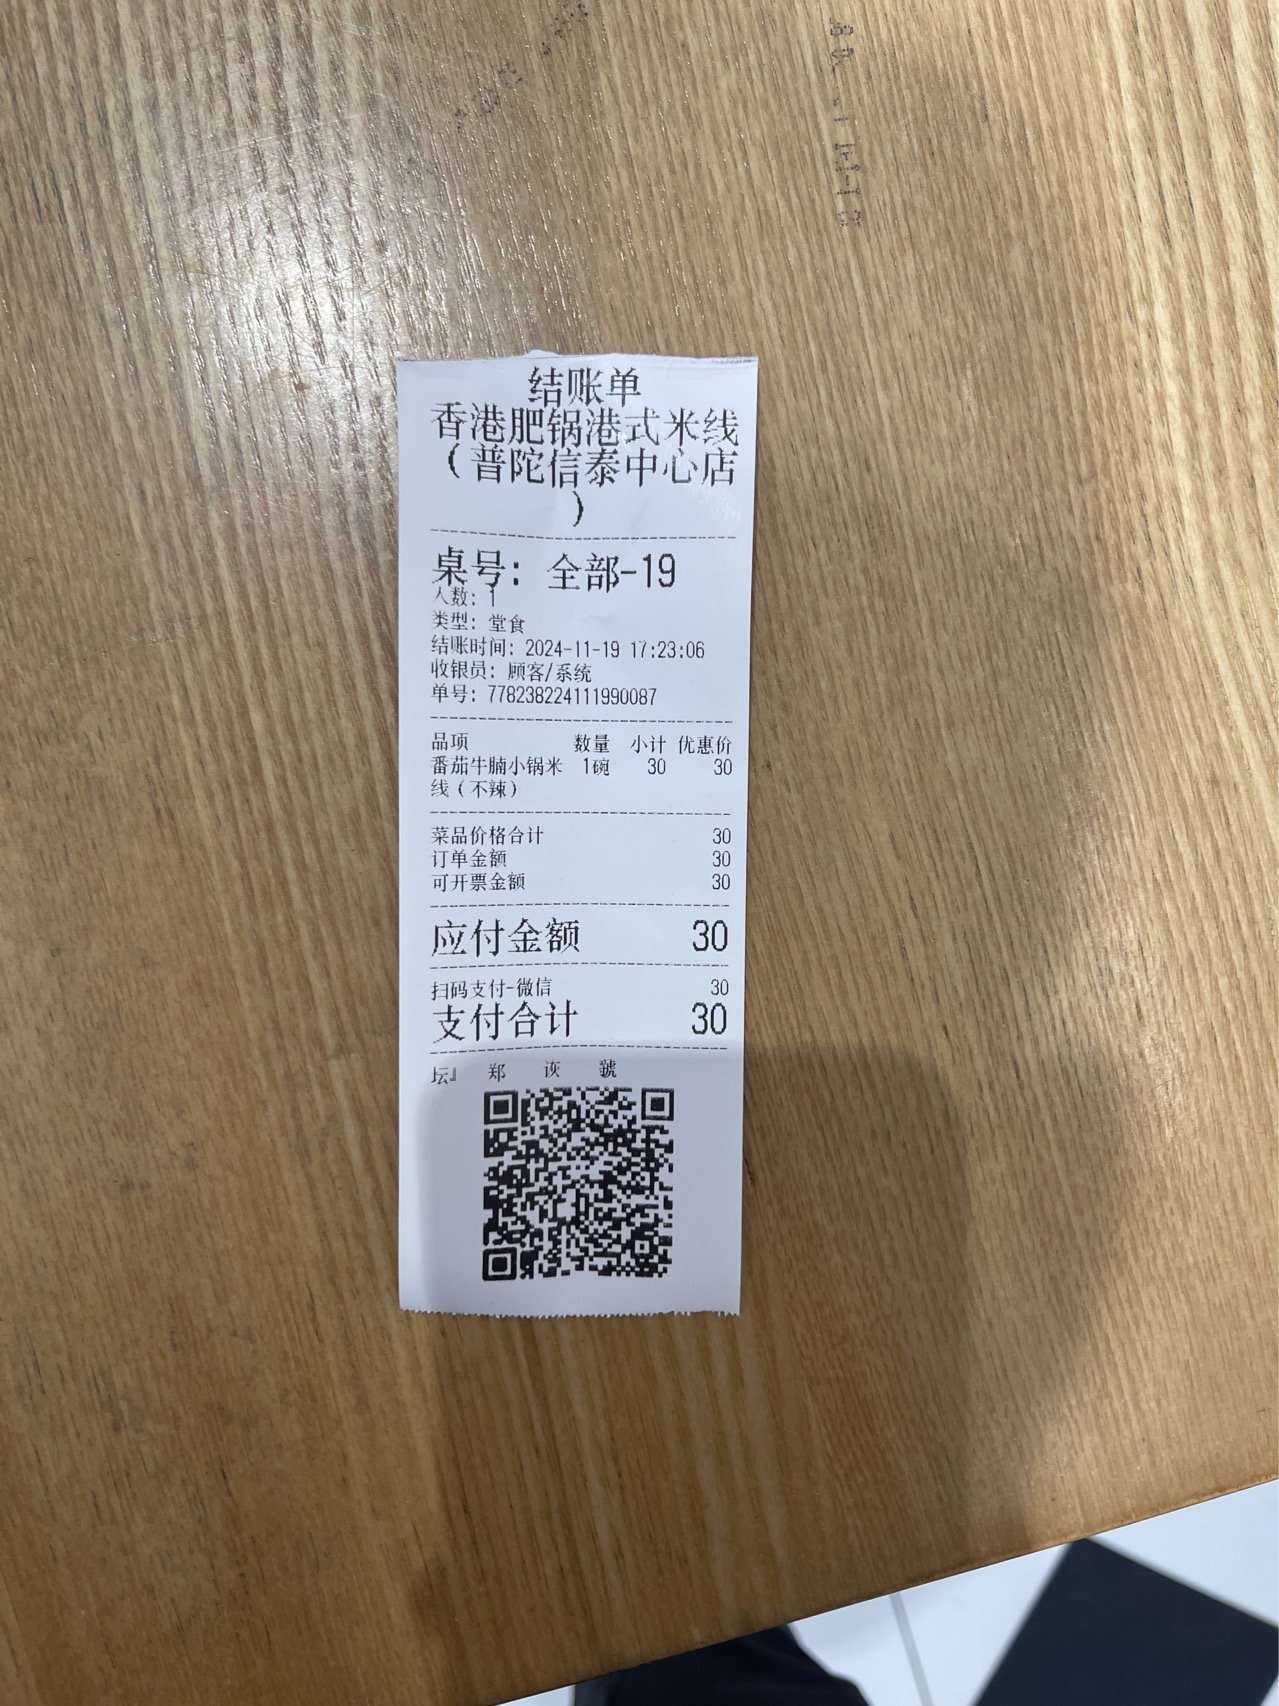 结账单
香港肥锅港式米线
（普陀信泰中心店
）
桌号：全部-19
人数：1
类型：堂食
结账时间：2024-11-19 17:23:06
收银员：顾客/系统
单号：778238224111990087
品项 数量 小计 优惠价
番茄牛腩小锅米 1碗 30 30
线（不辣）
菜品价格合计 30
订单金额 30
可开票金额 30
应付金额 30
扫码支付-微信 30
支付合计 30
坛』 郑 诙 虢